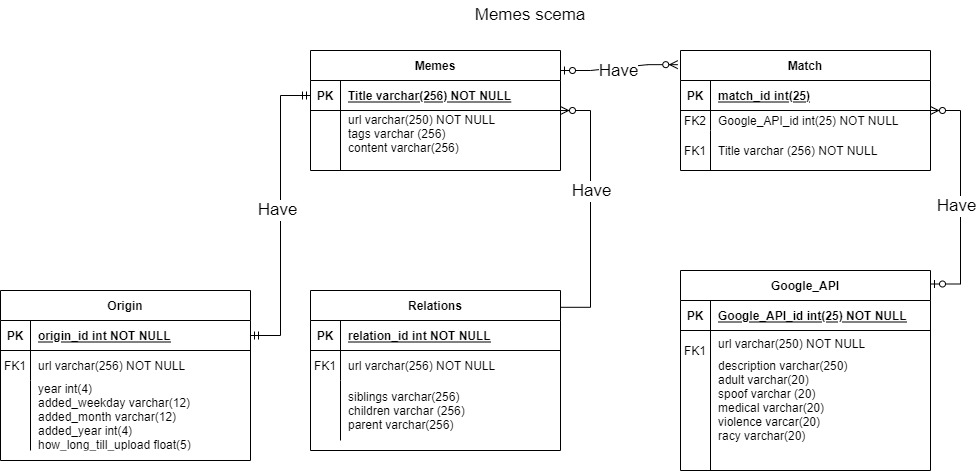 Memes scema
Memes
PK Title varchar(256) NOT NULL
url varchar(250) NOT NULL
tags varchar (256)
content varchar(256)
Have
Match
PK match_id int(25)
FK2 Google_API_id int(25) NOT NULL
FK1 Title varchar (256) NOT NULL
Have
Have
Have
Origin
PK origin_id int NOT NULL
FK1 url varchar(256) NOT NULL
year int(4)
added_weekday varchar(12)
added_month varchar(12)
added_year int(4)
how_long_till_upload float(5)
Relations
PK relation_id int NOT NULL
FK1 url varchar(256) NOT NULL
siblings varchar(256)
children varchar (256)
parent varchar(256)
Google_API
PK Google_API_id int(25) NOT NULL
FK1 url varchar(250) NOT NULL
description varchar(250)
adult varchar(20)
spoof varchar (20)
medical varchar(20)
violence varcar(20)
racy varchar(20)